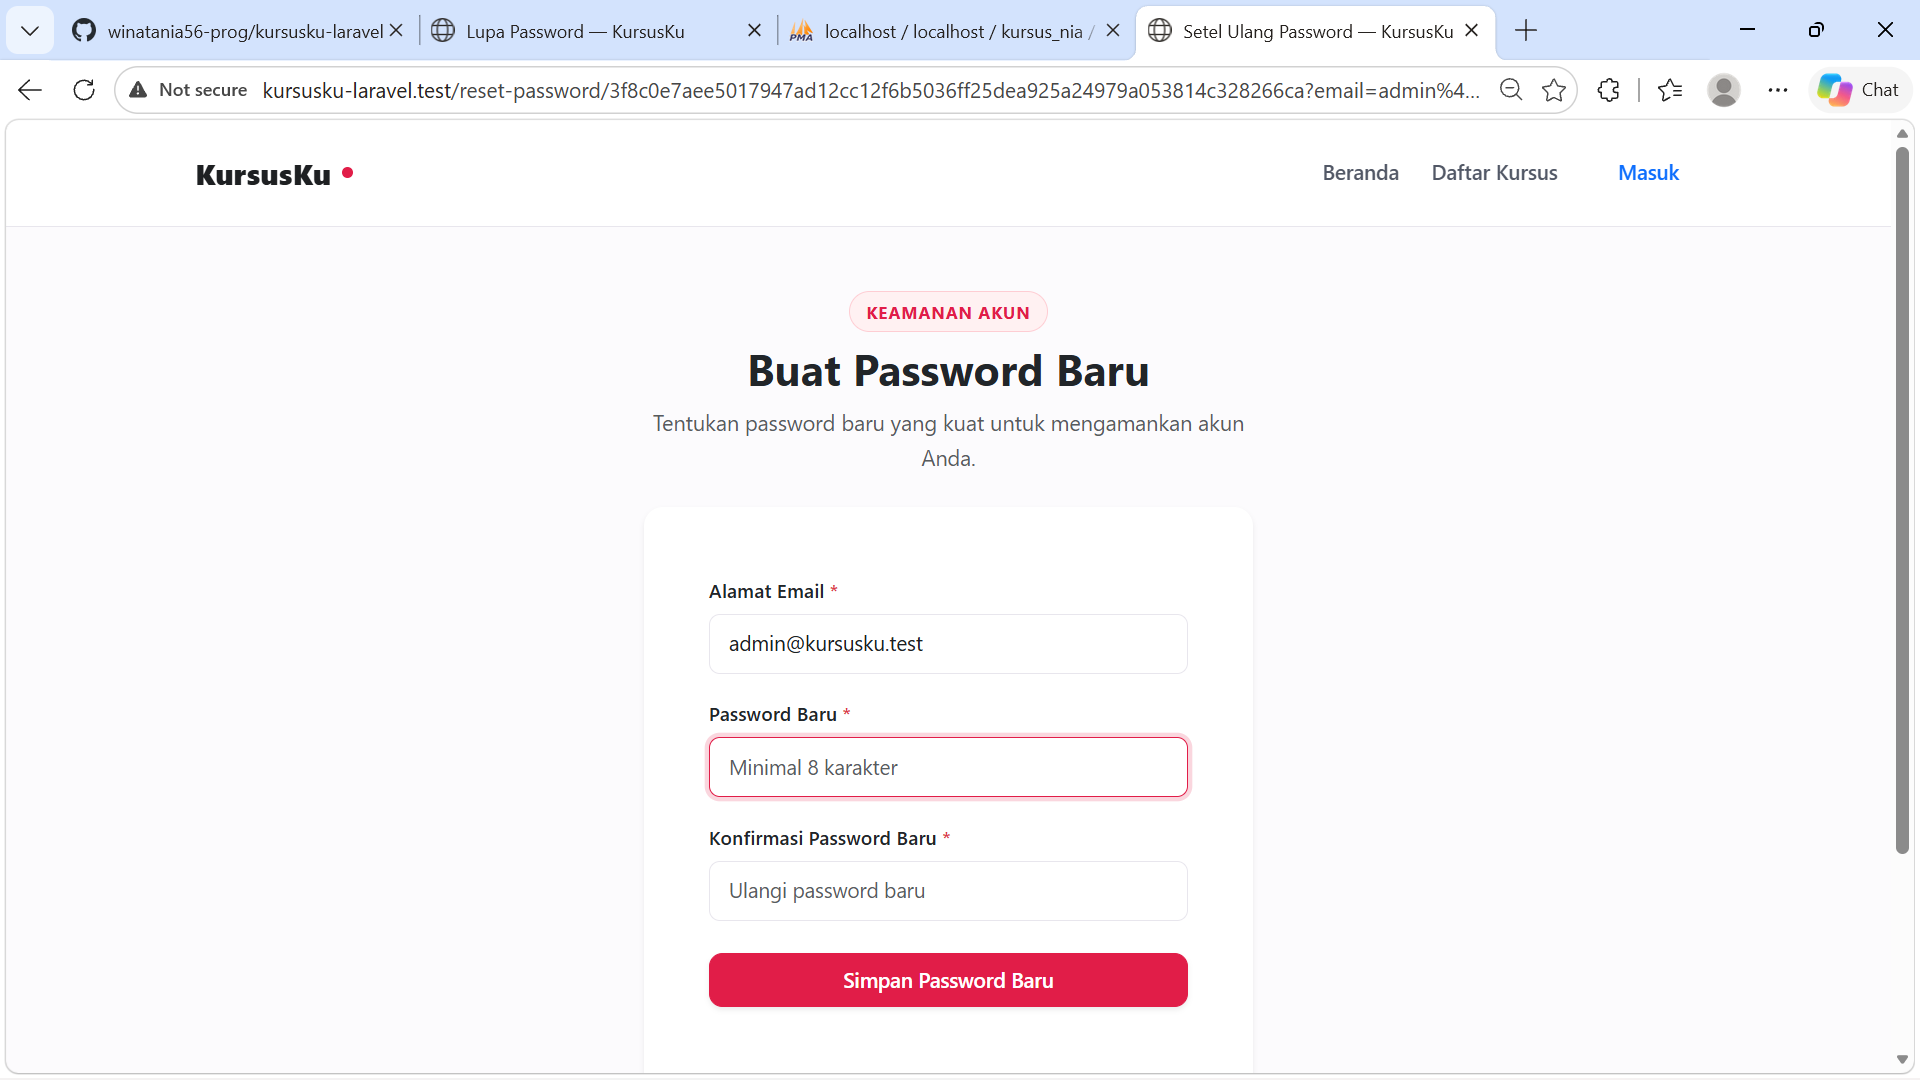 winatania56-prog/kursusku-laravel
Lupa Password — KursusKu
localhost / localhost / kursus_nia /
Setel Ulang Password — KursusKu
Not secure
kursusku-laravel.test/reset-password/3f8c0e7aee5017947ad12cc12f6b5036ff25dea925a24979a053814c328266ca?email=admin%4...
Chat
KursusKu
Beranda
Daftar Kursus
Masuk
KEAMANAN AKUN
Buat Password Baru
Tentukan password baru yang kuat untuk mengamankan akun
Anda.
Alamat Email *
admin@kursusku.test
Password Baru *
Minimal 8 karakter
Konfirmasi Password Baru *
Ulangi password baru
Simpan Password Baru